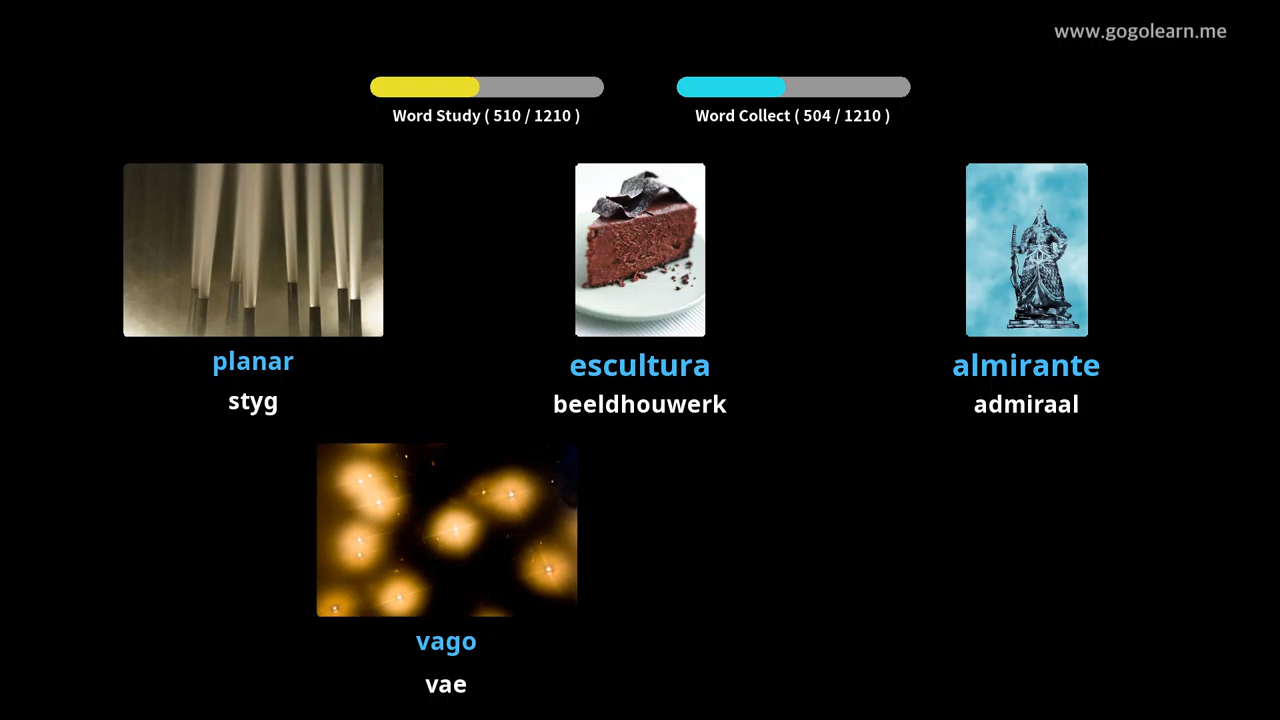 www.gogolearn.me
Word Study ( 510 / 1210 )
Word Collect ( 504 / 1210 )
planar
styg
escultura
beeldhouwerk
almirante
admiraal
vago
vae